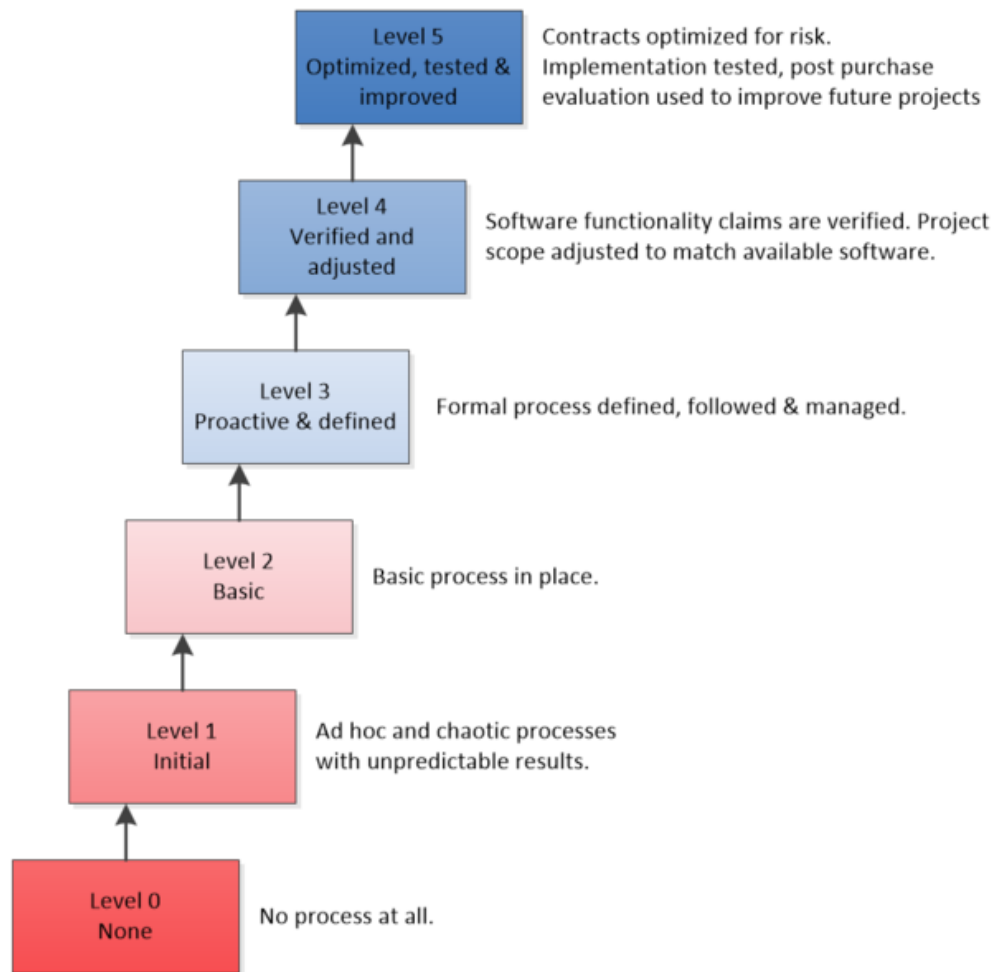 Level 5
Optimized, tested &
improved
Contracts optimized for risk.
Implementation tested, post purchase
evaluation used to improve future projects
Level 4
Verified and
adjusted
Software functionality claims are verified. Project
scope adjusted to match available software.
Level 3
Proactive & defined
Formal process defined, followed & managed.
Level 2
Basic
Basic process in place.
Level 1
Initial
Ad hoc and chaotic processes
with unpredictable results.
Level 0
None
No process at all.